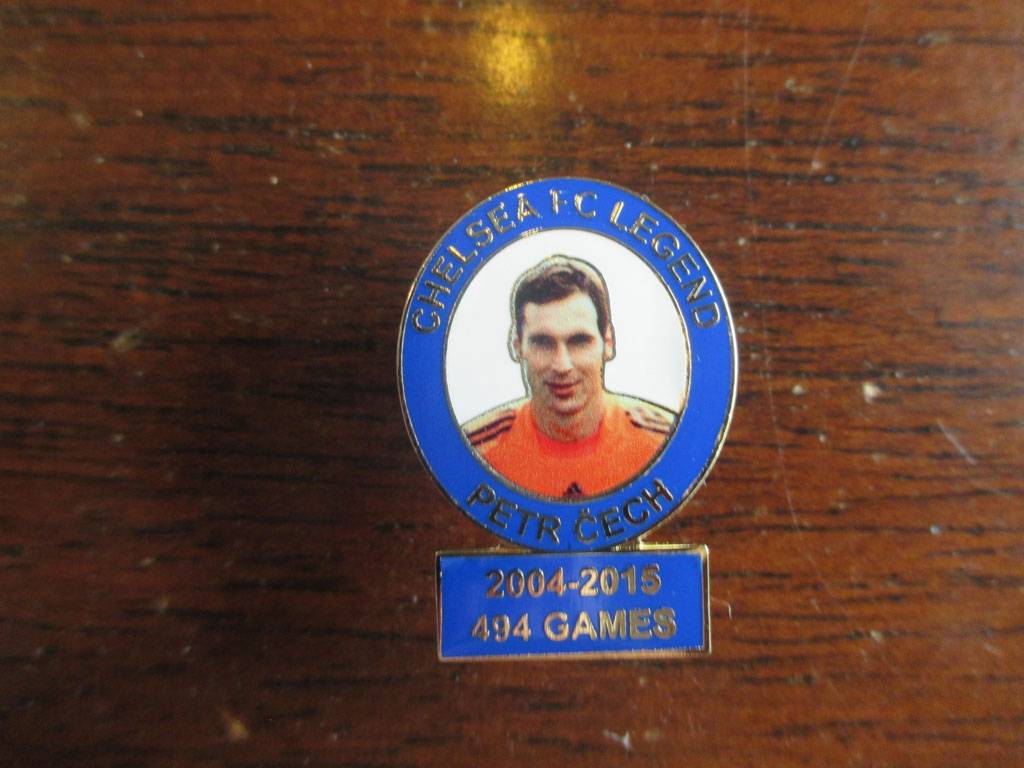 CHELSEA FC LEGEND
PETR ČECH
2004-2015
494 GAMES